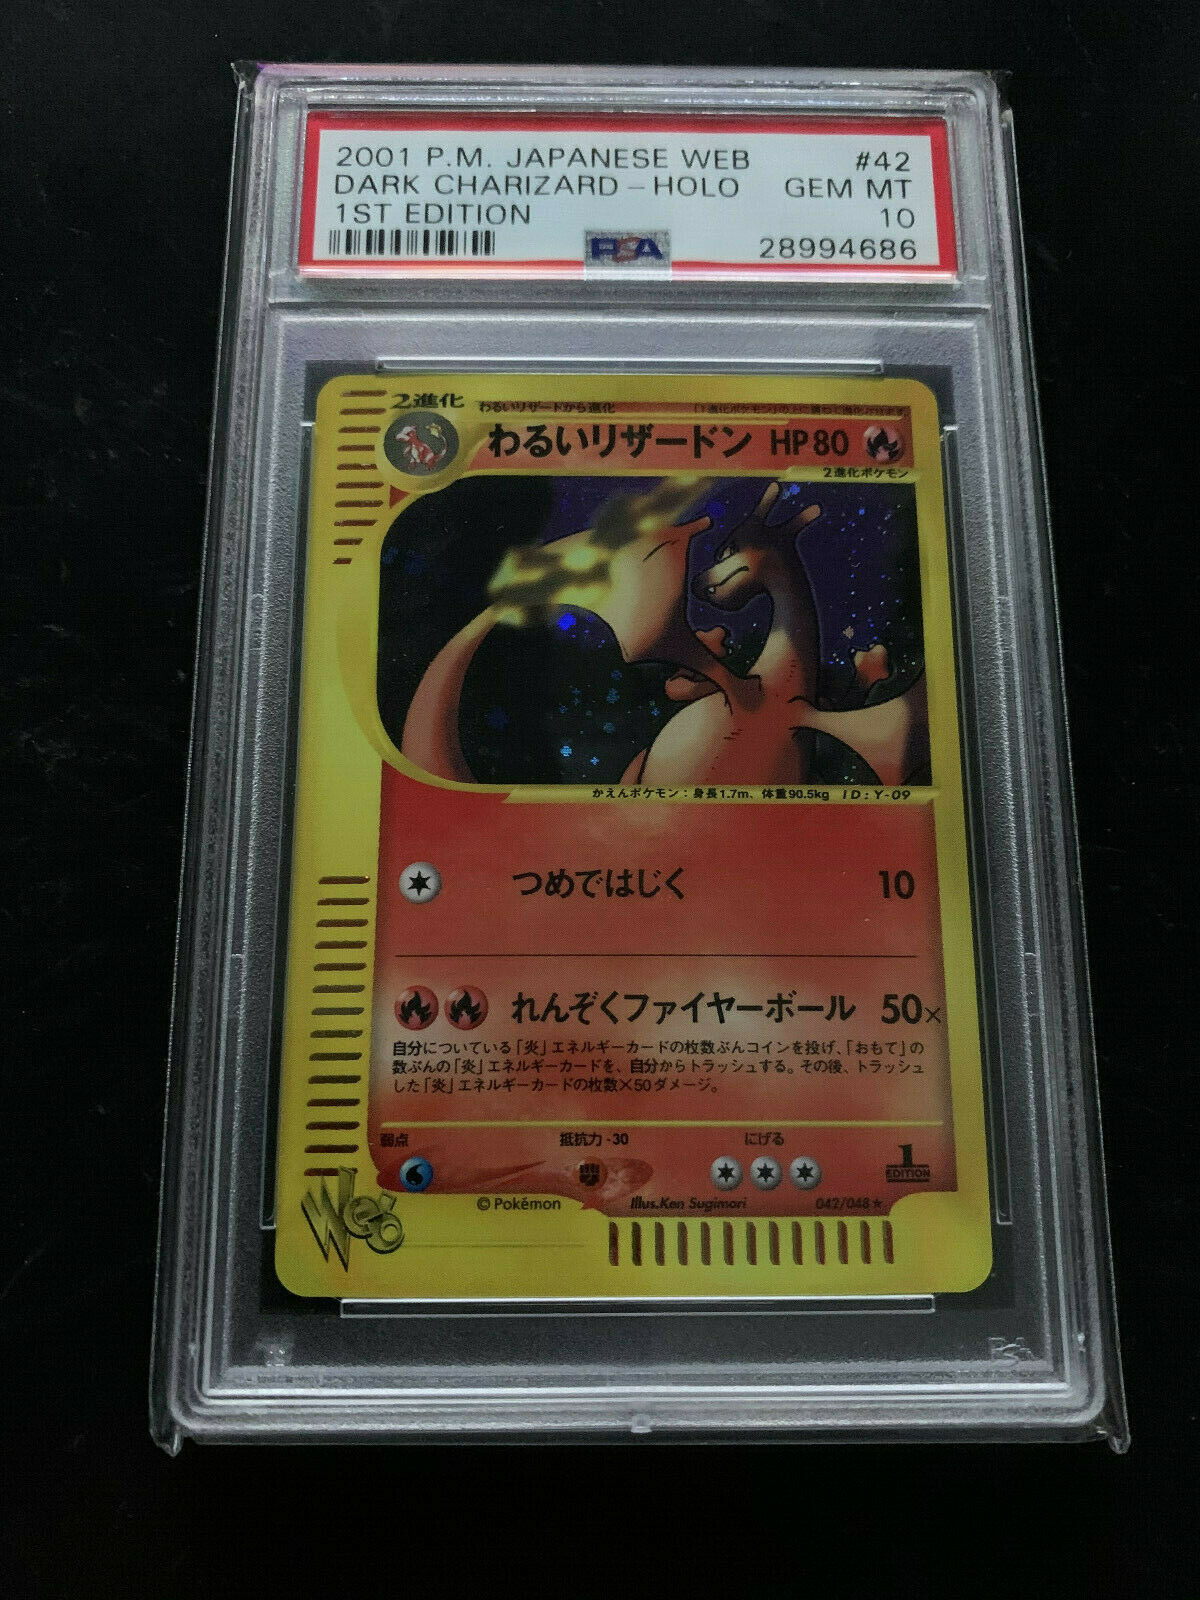 2001 P.M. JAPANESE WEB #42
DARK CHARIZARD - HOLO GEM MT
1ST EDITION 10
PSA 28994686
2進化 わるいリザードから進化
わるいリザードン HP80
2進化ポケモン
かえんポケモン：身長1.7m、体重90.5kg ID:Y-09
つめではじく 10
れんぞくファイヤーボール 50×
自分についている「炎」エネルギーカードの枚数ぶんコインを投げ、「おもて」の
数ぶんの「炎」エネルギーカードを、自分からトラッシュする。その後、トラッシュ
した「炎」エネルギーカードの枚数×50ダメージ。
弱点 抵抗力-30 にげる
1
EDITION
©Pokémon Illus.Ken Sugimori 042/048★
Web
PSA